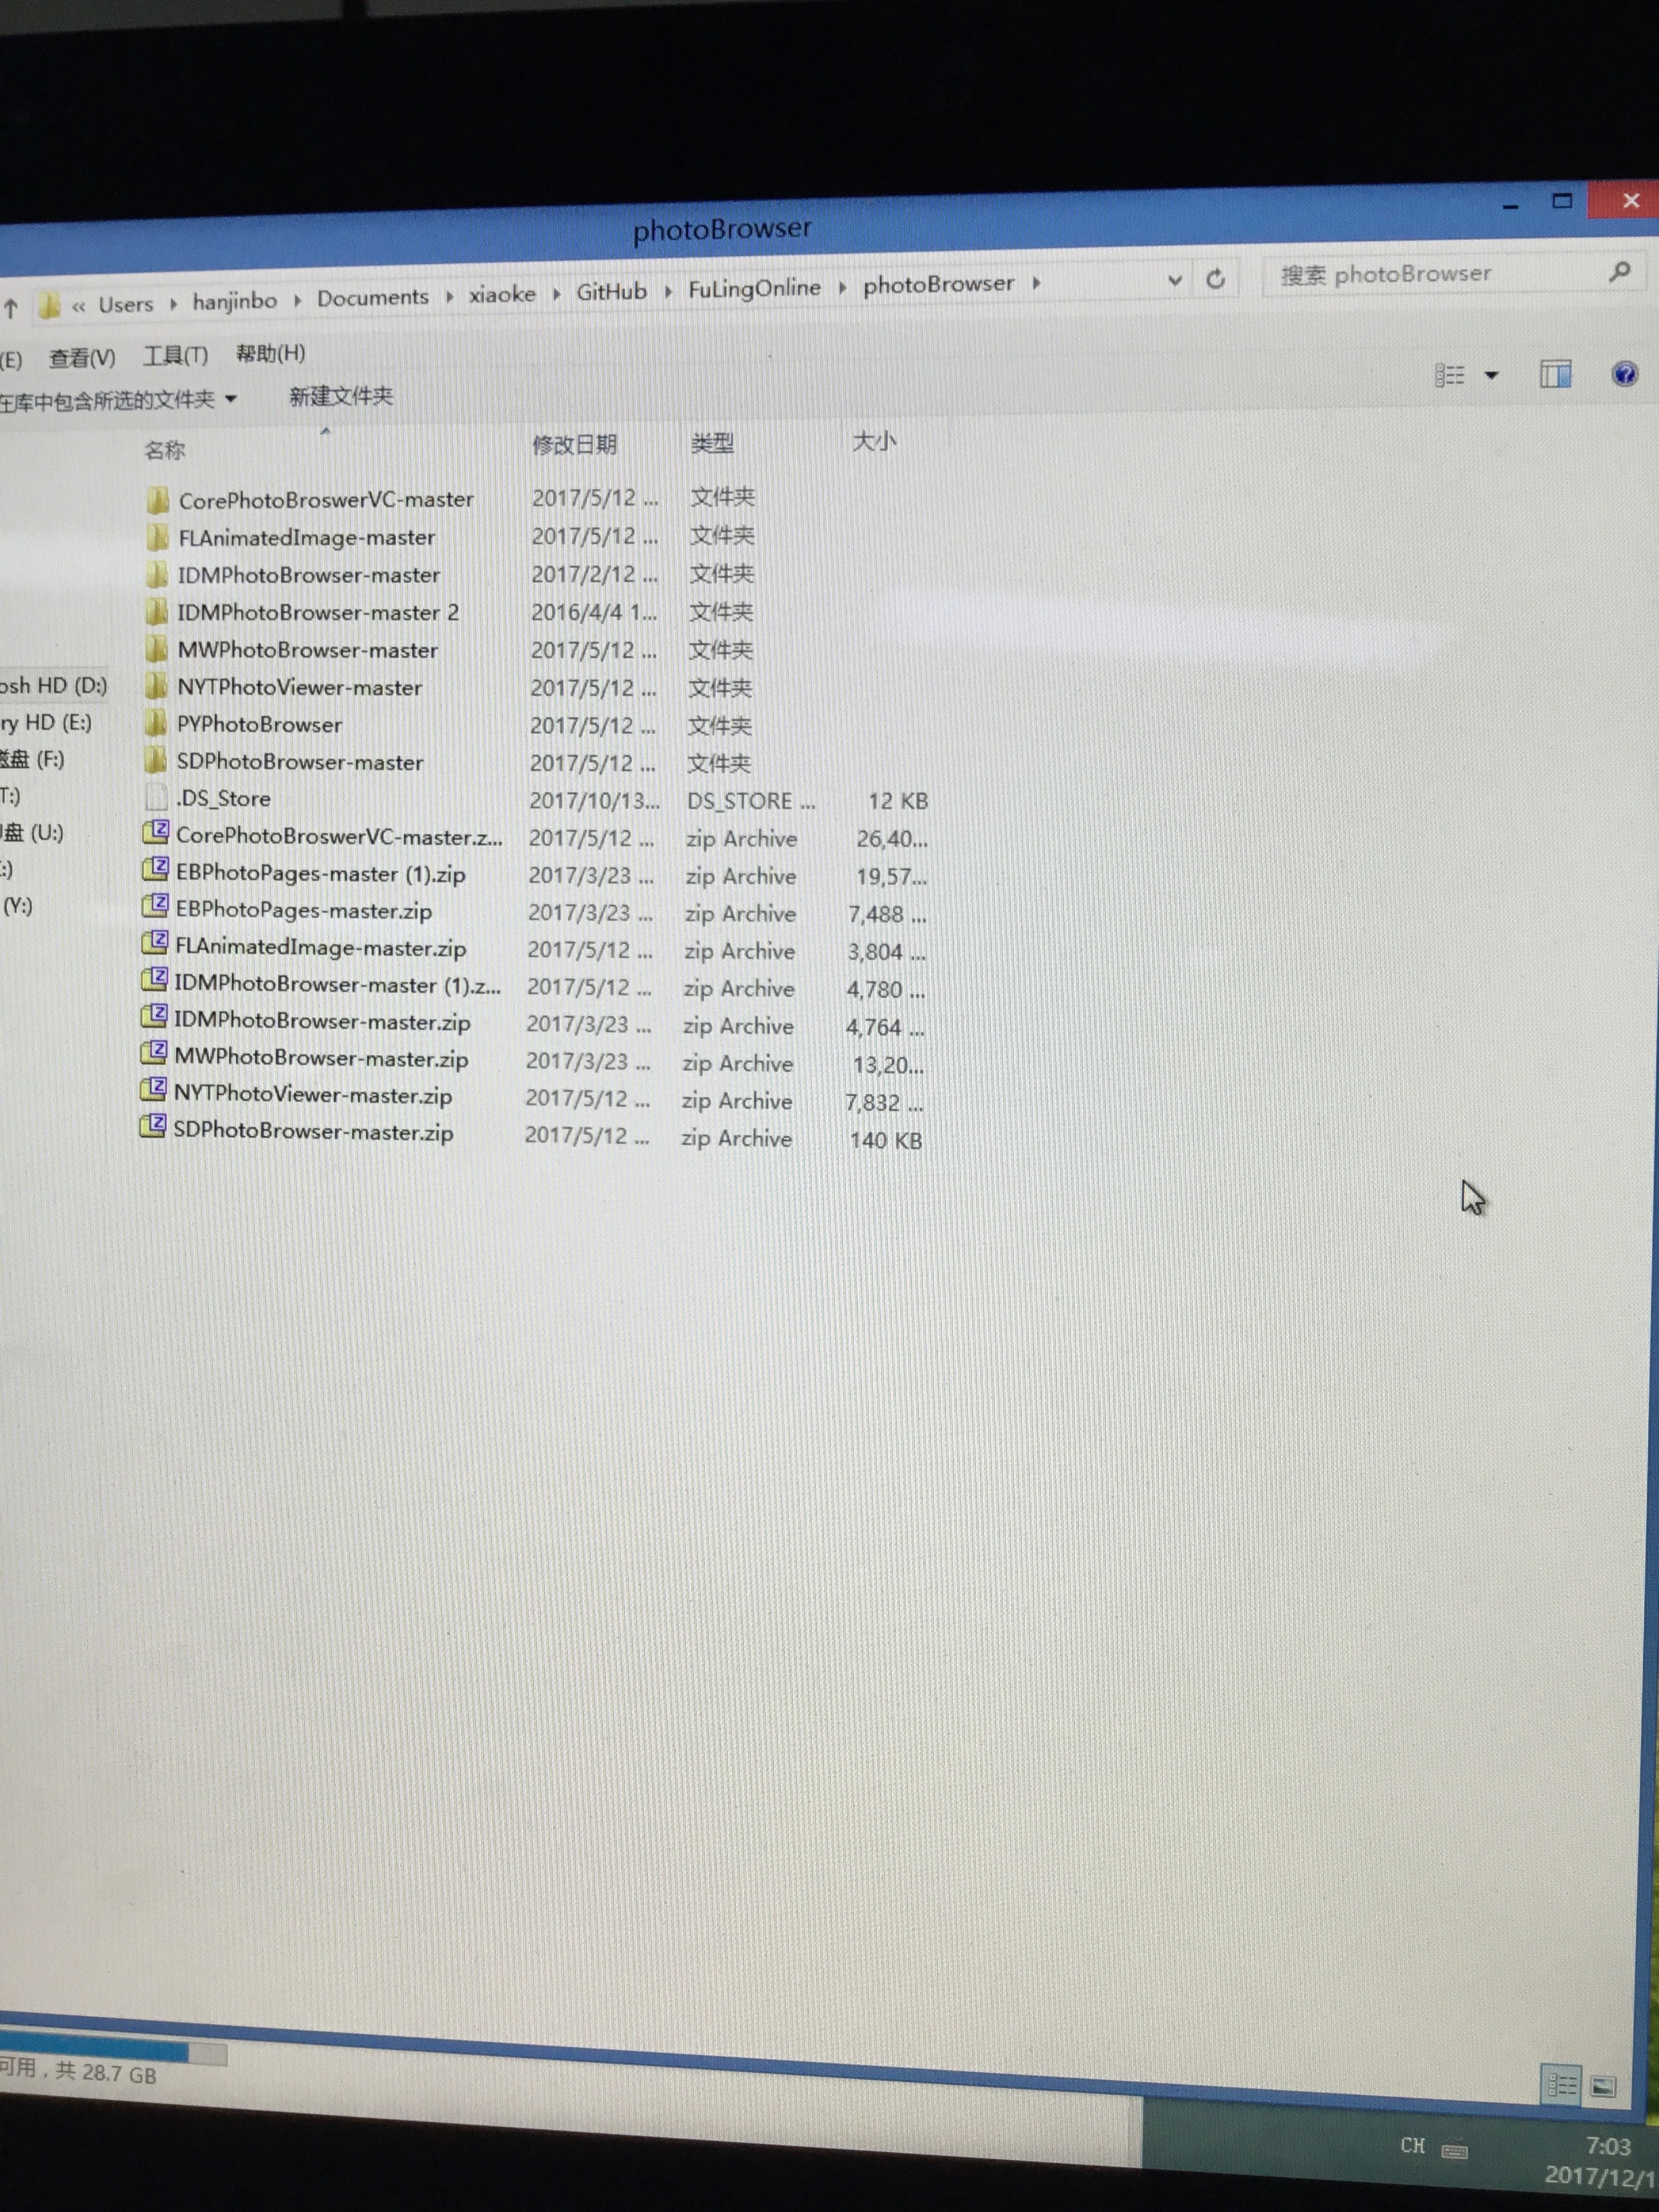 photoBrowser
« Users hanjinbo Documents xiaoke GitHub FuLingOnline photoBrowser 搜索 photoBrowser
(E) 查看(V) 工具(T) 帮助(H)
在库中包含所选的文件夹 新建文件夹
名称 修改日期 类型 大小
CorePhotoBroswerVC-master 2017/5/12 ... 文件夹
FLAnimatedImage-master 2017/5/12 ... 文件夹
IDMPhotoBrowser-master 2017/2/12 ... 文件夹
IDMPhotoBrowser-master 2 2016/4/4 1... 文件夹
MWPhotoBrowser-master 2017/5/12 ... 文件夹
osh HD (D:) NYTPhotoViewer-master 2017/5/12 ... 文件夹
ry HD (E:) PYPhotoBrowser 2017/5/12 ... 文件夹
磁盘 (F:) SDPhotoBrowser-master 2017/5/12 ... 文件夹
T:) .DS_Store 2017/10/13... DS_STORE ... 12 KB
盘 (U:) CorePhotoBroswerVC-master.z... 2017/5/12 ... zip Archive 26,40...
:) EBPhotoPages-master (1).zip 2017/3/23 ... zip Archive 19,57...
(Y:) EBPhotoPages-master.zip 2017/3/23 ... zip Archive 7,488 ...
FLAnimatedImage-master.zip 2017/5/12 ... zip Archive 3,804 ...
IDMPhotoBrowser-master (1).z... 2017/5/12 ... zip Archive 4,780 ...
IDMPhotoBrowser-master.zip 2017/3/23 ... zip Archive 4,764 ...
MWPhotoBrowser-master.zip 2017/3/23 ... zip Archive 13,20...
NYTPhotoViewer-master.zip 2017/5/12 ... zip Archive 7,832 ...
SDPhotoBrowser-master.zip 2017/5/12 ... zip Archive 140 KB
可用，共 28.7 GB
CH 7:03
2017/12/1